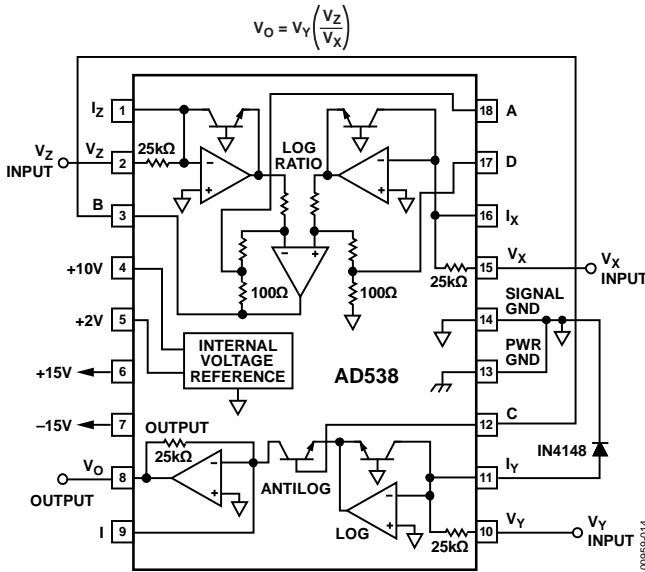 V_O = V_Y (V_Z / V_X)
I_Z
1
V_Z
INPUT
V_Z
2
25kΩ
B
3
+10V
4
+2V
5
+15V
6
–15V
7
V_O
OUTPUT
8
I
9
LOG
RATIO
100Ω
100Ω
INTERNAL
VOLTAGE
REFERENCE
AD538
OUTPUT
25kΩ
ANTILOG
LOG
25kΩ
25kΩ
18
A
17
D
16
I_X
15
V_X
V_X
INPUT
SIGNAL
GND
14
PWR
GND
13
C
12
IN4148
I_Y
11
V_Y
10
V_Y
INPUT
00959-014